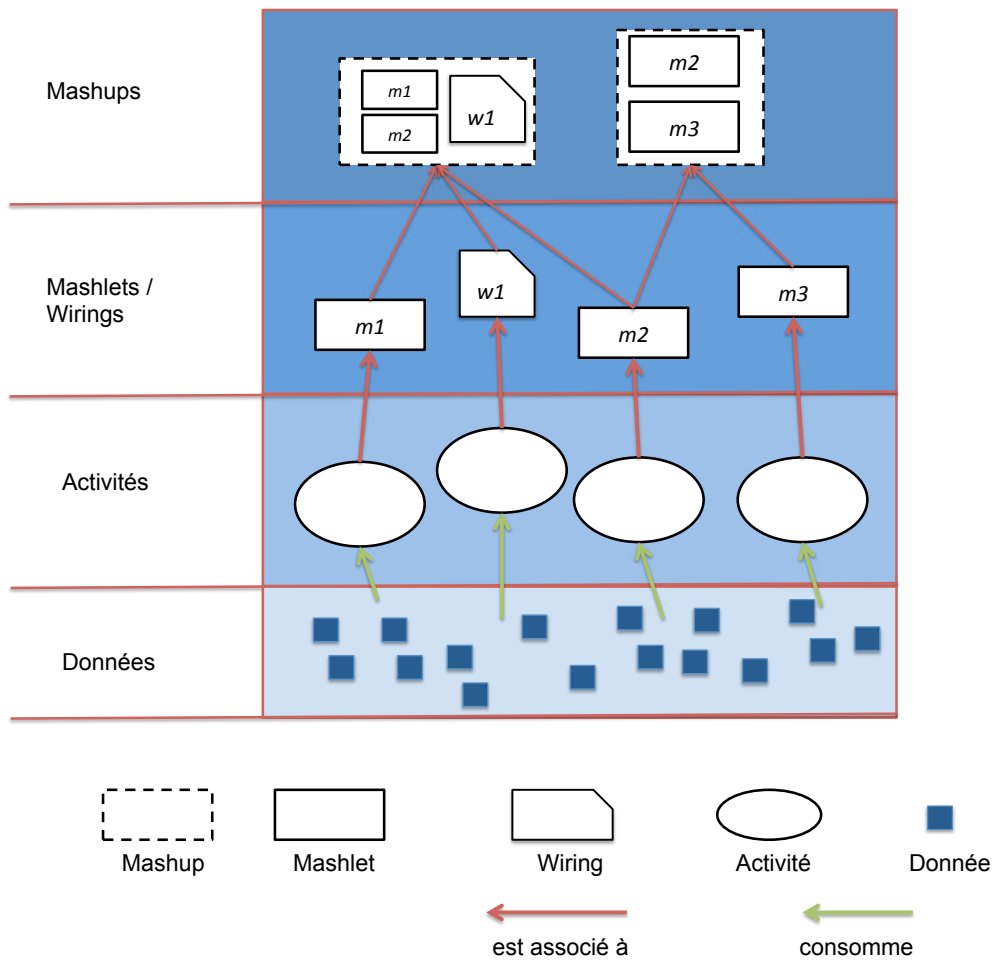 Mashups
m1
m2
w1
m2
m3
Mashlets /
Wirings
m1
w1
m2
m3
Activités
Données
Mashup
Mashlet
Wiring
Activité
Donnée
est associé à
consomme